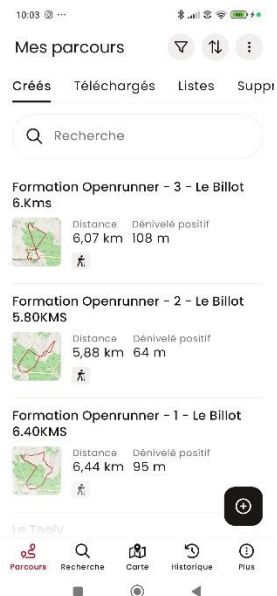 10:03
Mes parcours
Créés Téléchargés Listes Suppr
Recherche
Formation Openrunner - 3 - Le Billot
6.Kms
Distance Dénivelé positif
6,07 km 108 m
Formation Openrunner - 2 - Le Billot
5.80KMS
Distance Dénivelé positif
5,88 km 64 m
Formation Openrunner - 1 - Le Billot
6.40KMS
Distance Dénivelé positif
6,44 km 95 m
Le Tholy
Parcours Recherche Carte Historique Plus